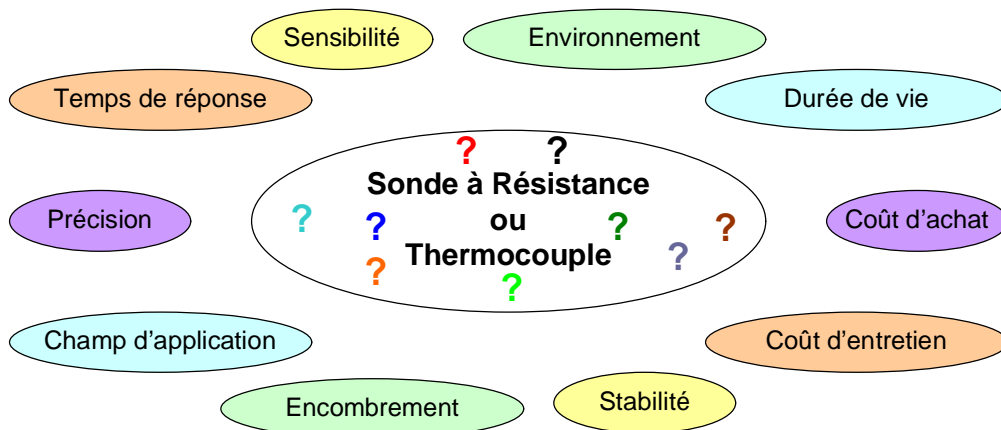 Sensibilité
Environnement
Temps de réponse
Durée de vie
? ?
Sonde à Résistance
Précision
? ? ou ? ?
Coût d'achat
Thermocouple
? ? ?
Champ d'application
Coût d'entretien
Encombrement
Stabilité